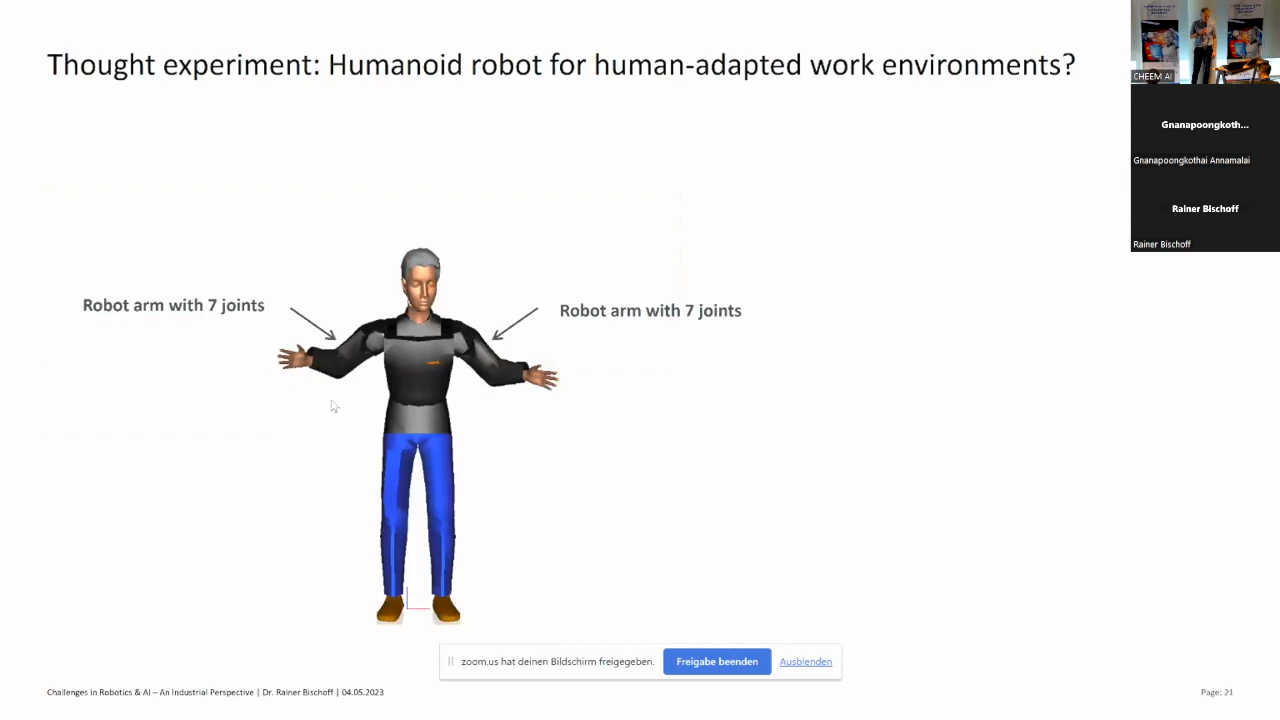 Thought experiment: Humanoid robot for human-adapted work environments?
CHEEM AI
Gnanapoongkoth...
Gnanapoongkothai Annamalai
Rainer Bischoff
Rainer Bischoff
Robot arm with 7 joints
Robot arm with 7 joints
zoom.us hat deinen Bildschirm freigegeben.
Freigabe beenden
Ausblenden
Challenges in Robotics & AI – An Industrial Perspective | Dr. Rainer Bischoff | 04.05.2023
Page: 21